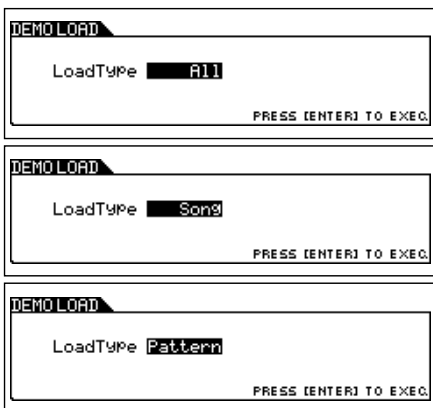 DEMO LOAD
LoadType All
PRESS [ENTER] TO EXEC.
DEMO LOAD
LoadType Song
PRESS [ENTER] TO EXEC.
DEMO LOAD
LoadType Pattern
PRESS [ENTER] TO EXEC.